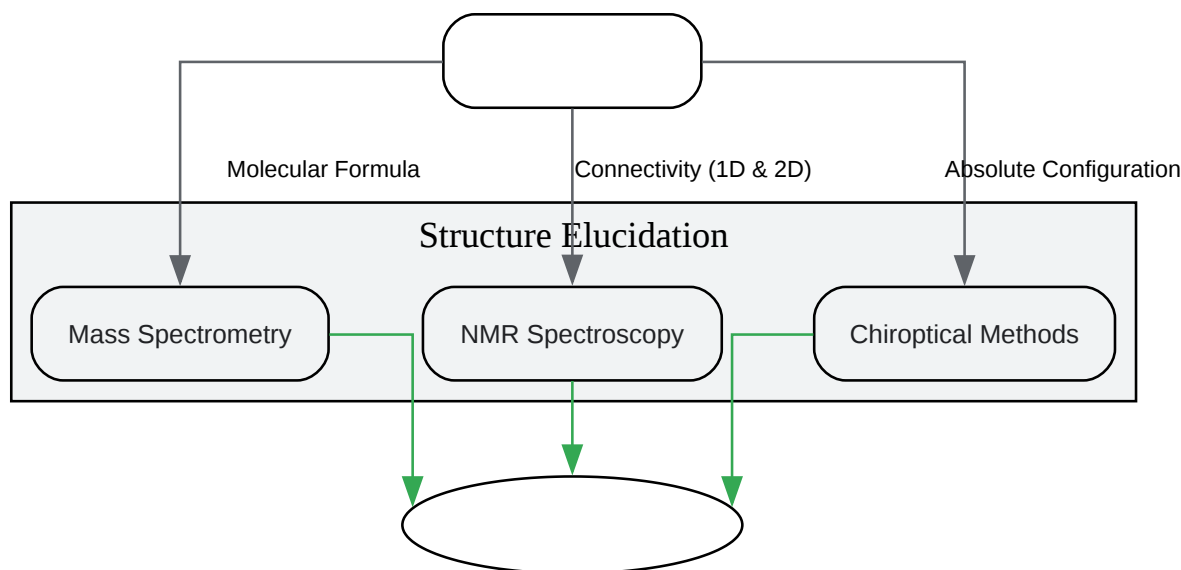 Molecular Formula
Connectivity (1D & 2D)
Absolute Configuration
Structure Elucidation
Mass Spectrometry
NMR Spectroscopy
Chiroptical Methods